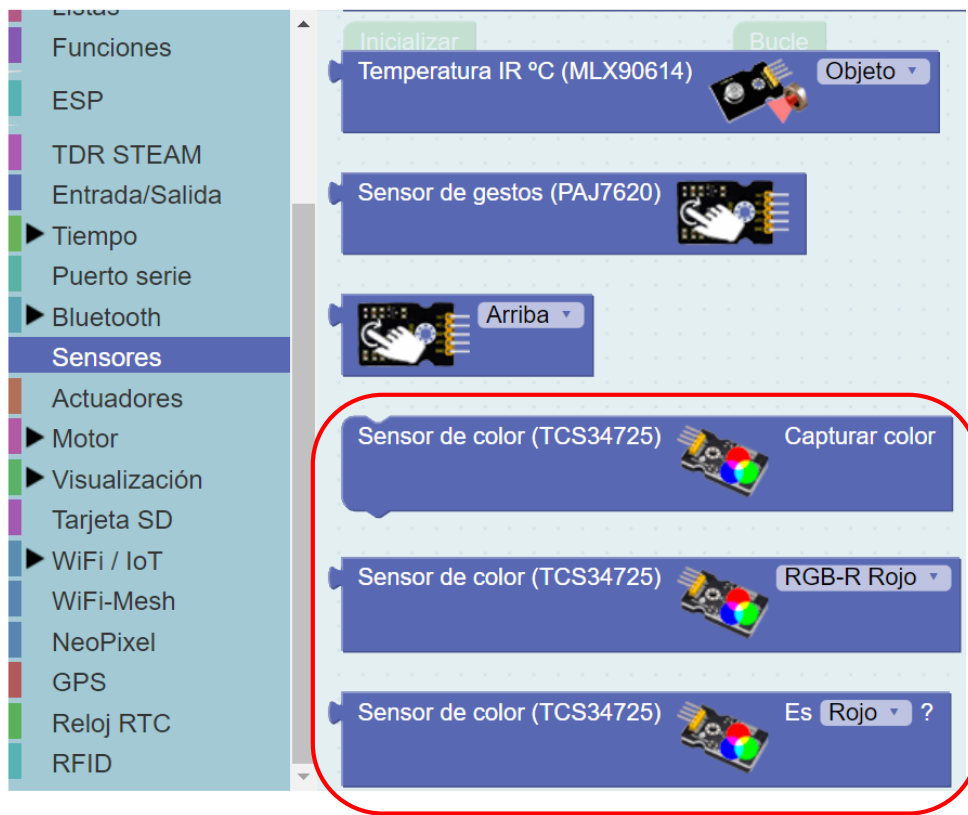 Listas
Funciones
ESP
TDR STEAM
Entrada/Salida
Tiempo
Puerto serie
Bluetooth
Sensores
Actuadores
Motor
Visualización
Tarjeta SD
WiFi / IoT
WiFi-Mesh
NeoPixel
GPS
Reloj RTC
RFID
Inicializar Bucle
Temperatura IR ºC (MLX90614) Objeto
Sensor de gestos (PAJ7620)
Arriba
Sensor de color (TCS34725) Capturar color
Sensor de color (TCS34725) RGB-R Rojo
Sensor de color (TCS34725) Es Rojo ?